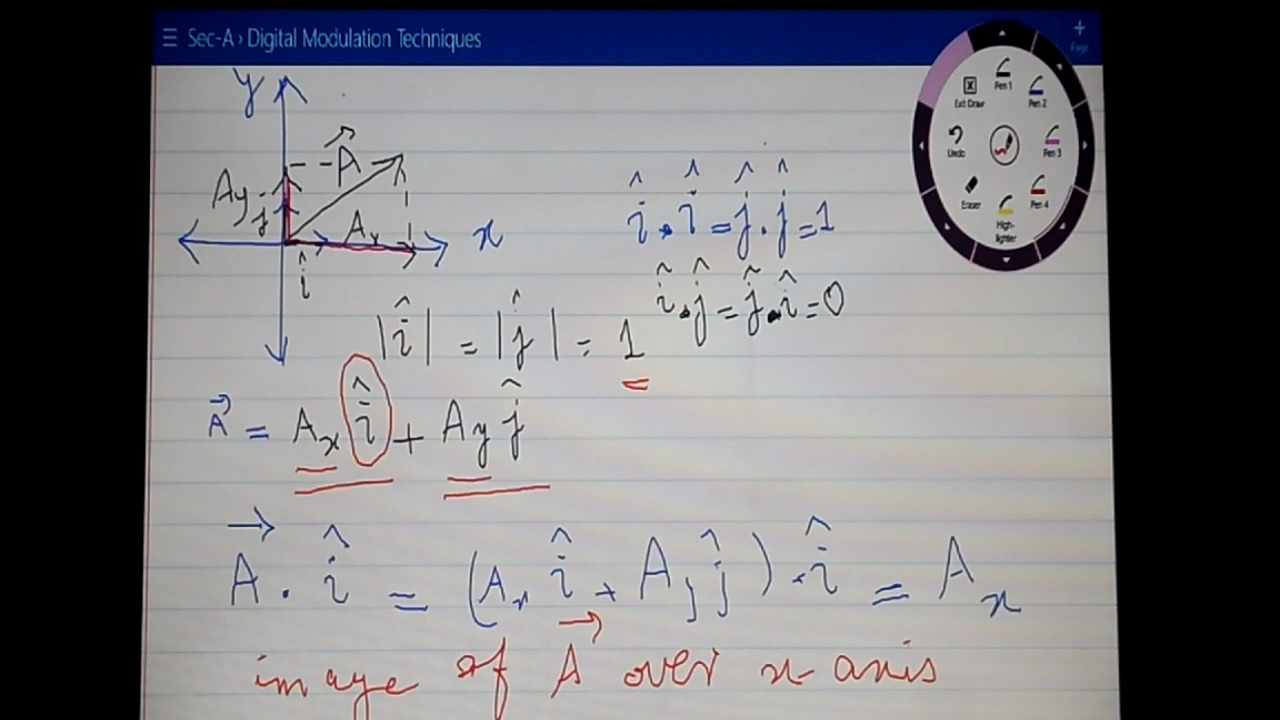 Sec-A › Digital Modulation Techniques
+
Page
Exit Draw
Pen 1
Pen 2
Undo
Pen 3
Eraser
Pen 4
High-lighter
y
A⃗
Ay
ĵ
Ax
x
î
î . î = ĵ . ĵ = 1
î . ĵ = ĵ . î = 0
|î| = |ĵ| = 1
A⃗ = Ax î + Ay ĵ
A⃗ . î = (Ax î + Aj ĵ) . î = Ax
image of A⃗ over x-axis